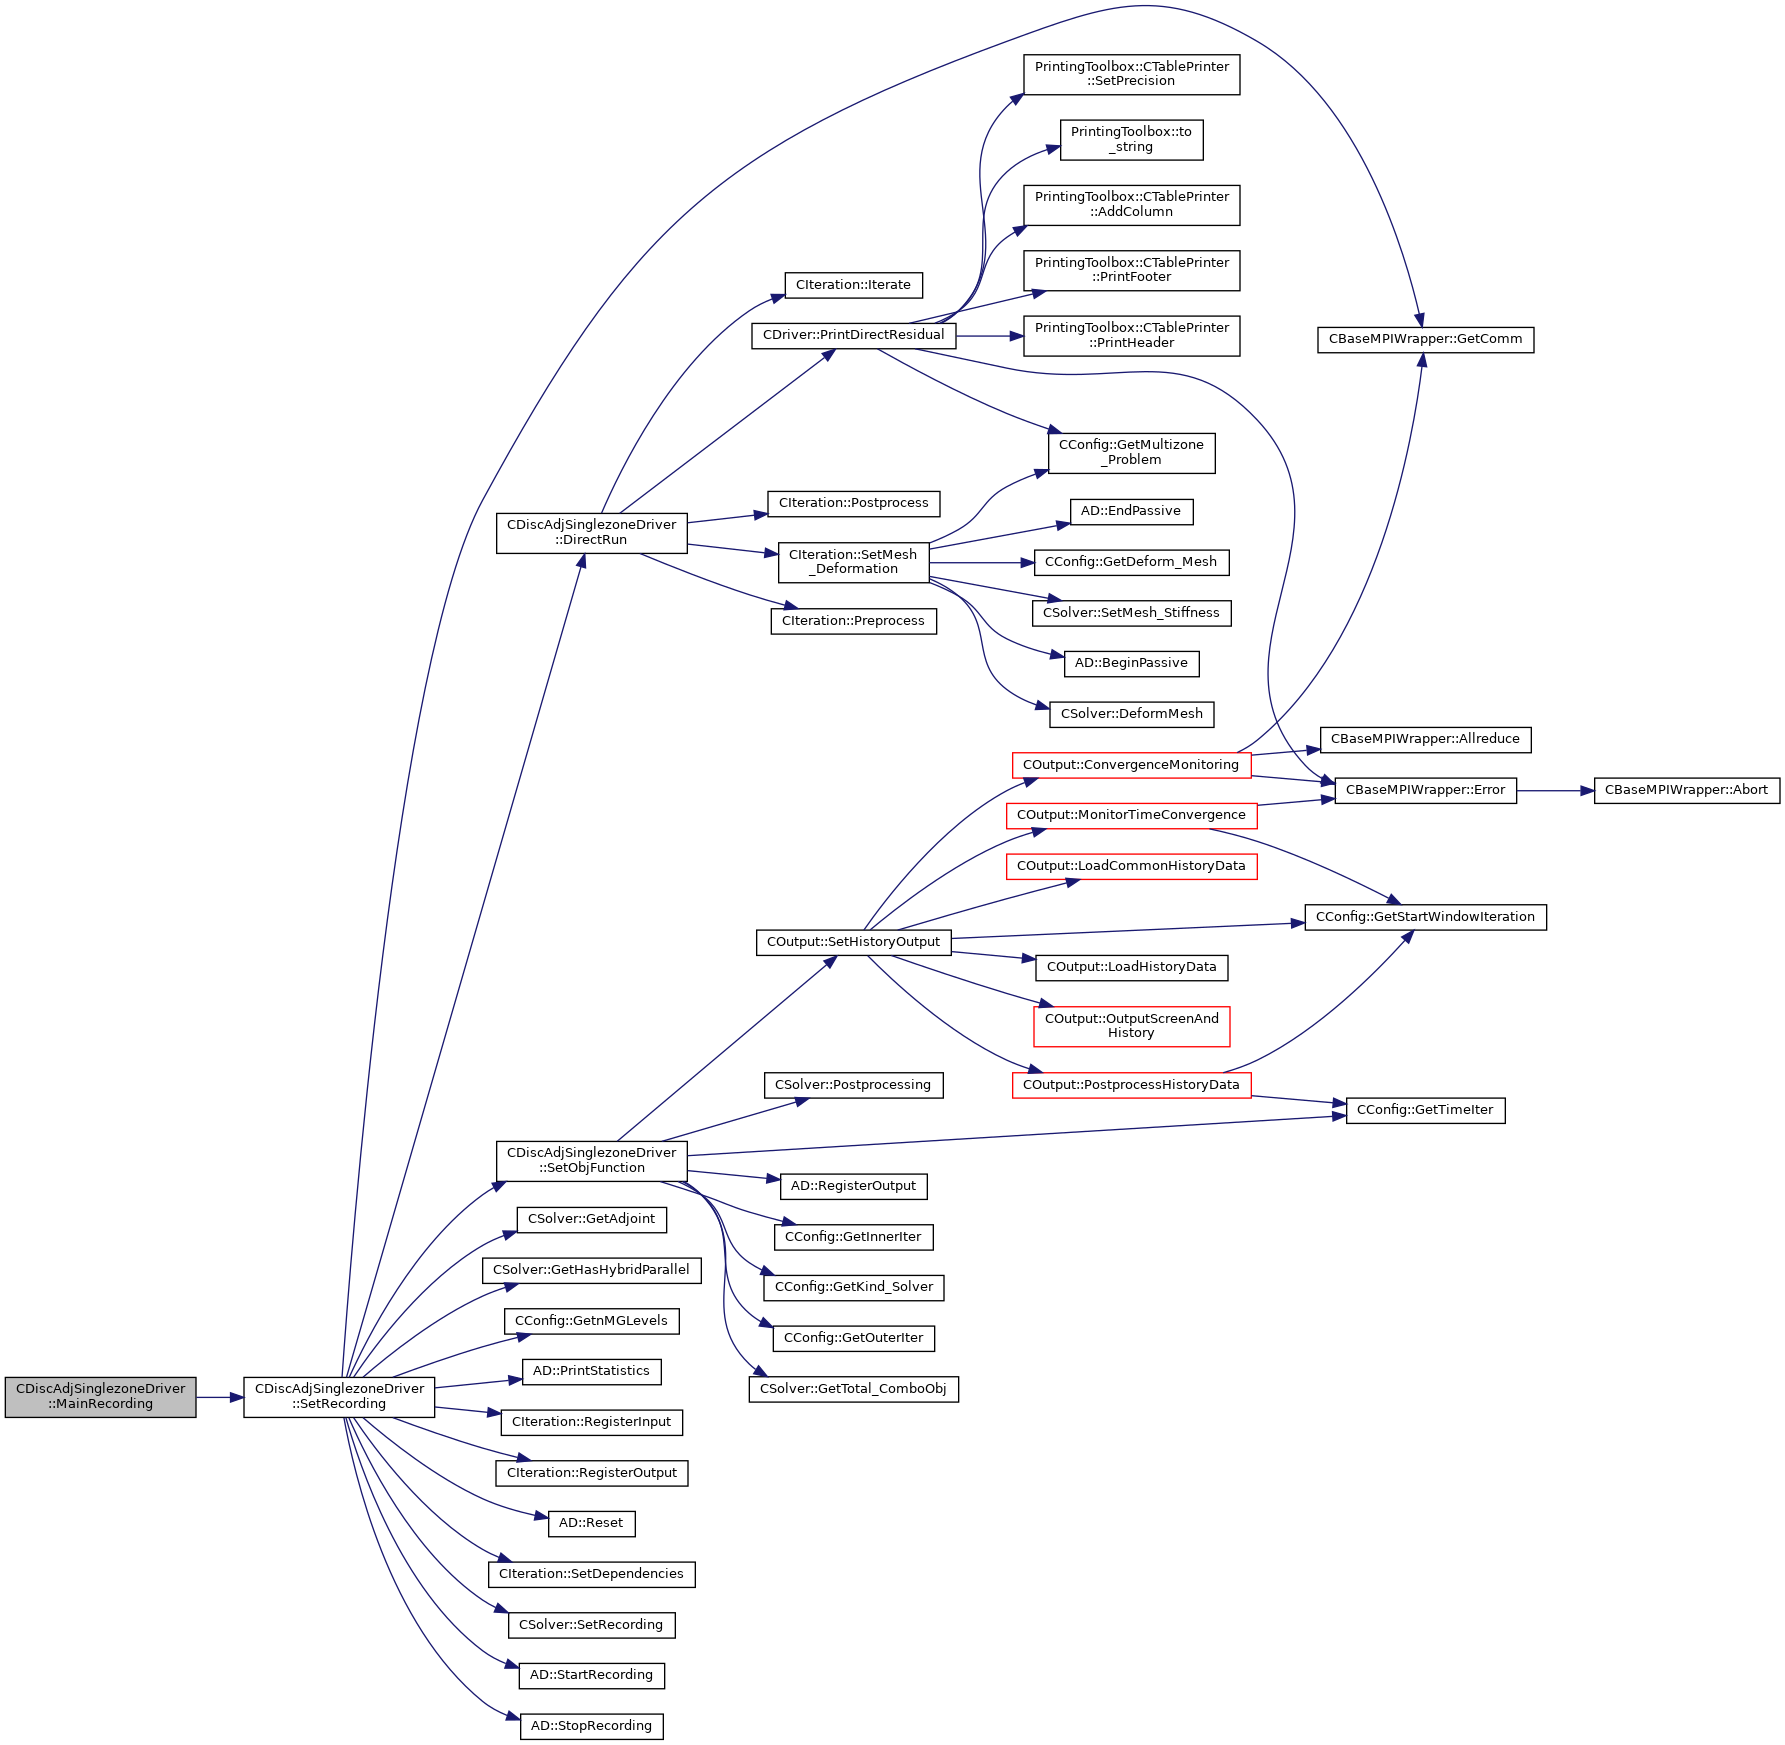 PrintingToolbox::CTablePrinter
::SetPrecision
PrintingToolbox::to
_string
PrintingToolbox::CTablePrinter
::AddColumn
PrintingToolbox::CTablePrinter
::PrintFooter
CIteration::Iterate
CDriver::PrintDirectResidual
PrintingToolbox::CTablePrinter
::PrintHeader
CBaseMPIWrapper::GetComm
CConfig::GetMultizone
_Problem
CIteration::Postprocess
AD::EndPassive
CDiscAdjSinglezoneDriver
::DirectRun
CIteration::SetMesh
_Deformation
CConfig::GetDeform_Mesh
CSolver::SetMesh_Stiffness
CIteration::Preprocess
AD::BeginPassive
CSolver::DeformMesh
CBaseMPIWrapper::Allreduce
COutput::ConvergenceMonitoring
CBaseMPIWrapper::Error
CBaseMPIWrapper::Abort
COutput::MonitorTimeConvergence
COutput::LoadCommonHistoryData
CConfig::GetStartWindowIteration
COutput::SetHistoryOutput
COutput::LoadHistoryData
COutput::OutputScreenAnd
History
CSolver::Postprocessing
COutput::PostprocessHistoryData
CConfig::GetTimeIter
CDiscAdjSinglezoneDriver
::SetObjFunction
AD::RegisterOutput
CSolver::GetAdjoint
CConfig::GetInnerIter
CSolver::GetHasHybridParallel
CConfig::GetKind_Solver
CConfig::GetnMGLevels
CConfig::GetOuterIter
AD::PrintStatistics
CSolver::GetTotal_ComboObj
CDiscAdjSinglezoneDriver
::MainRecording
CDiscAdjSinglezoneDriver
::SetRecording
CIteration::RegisterInput
CIteration::RegisterOutput
AD::Reset
CIteration::SetDependencies
CSolver::SetRecording
AD::StartRecording
AD::StopRecording